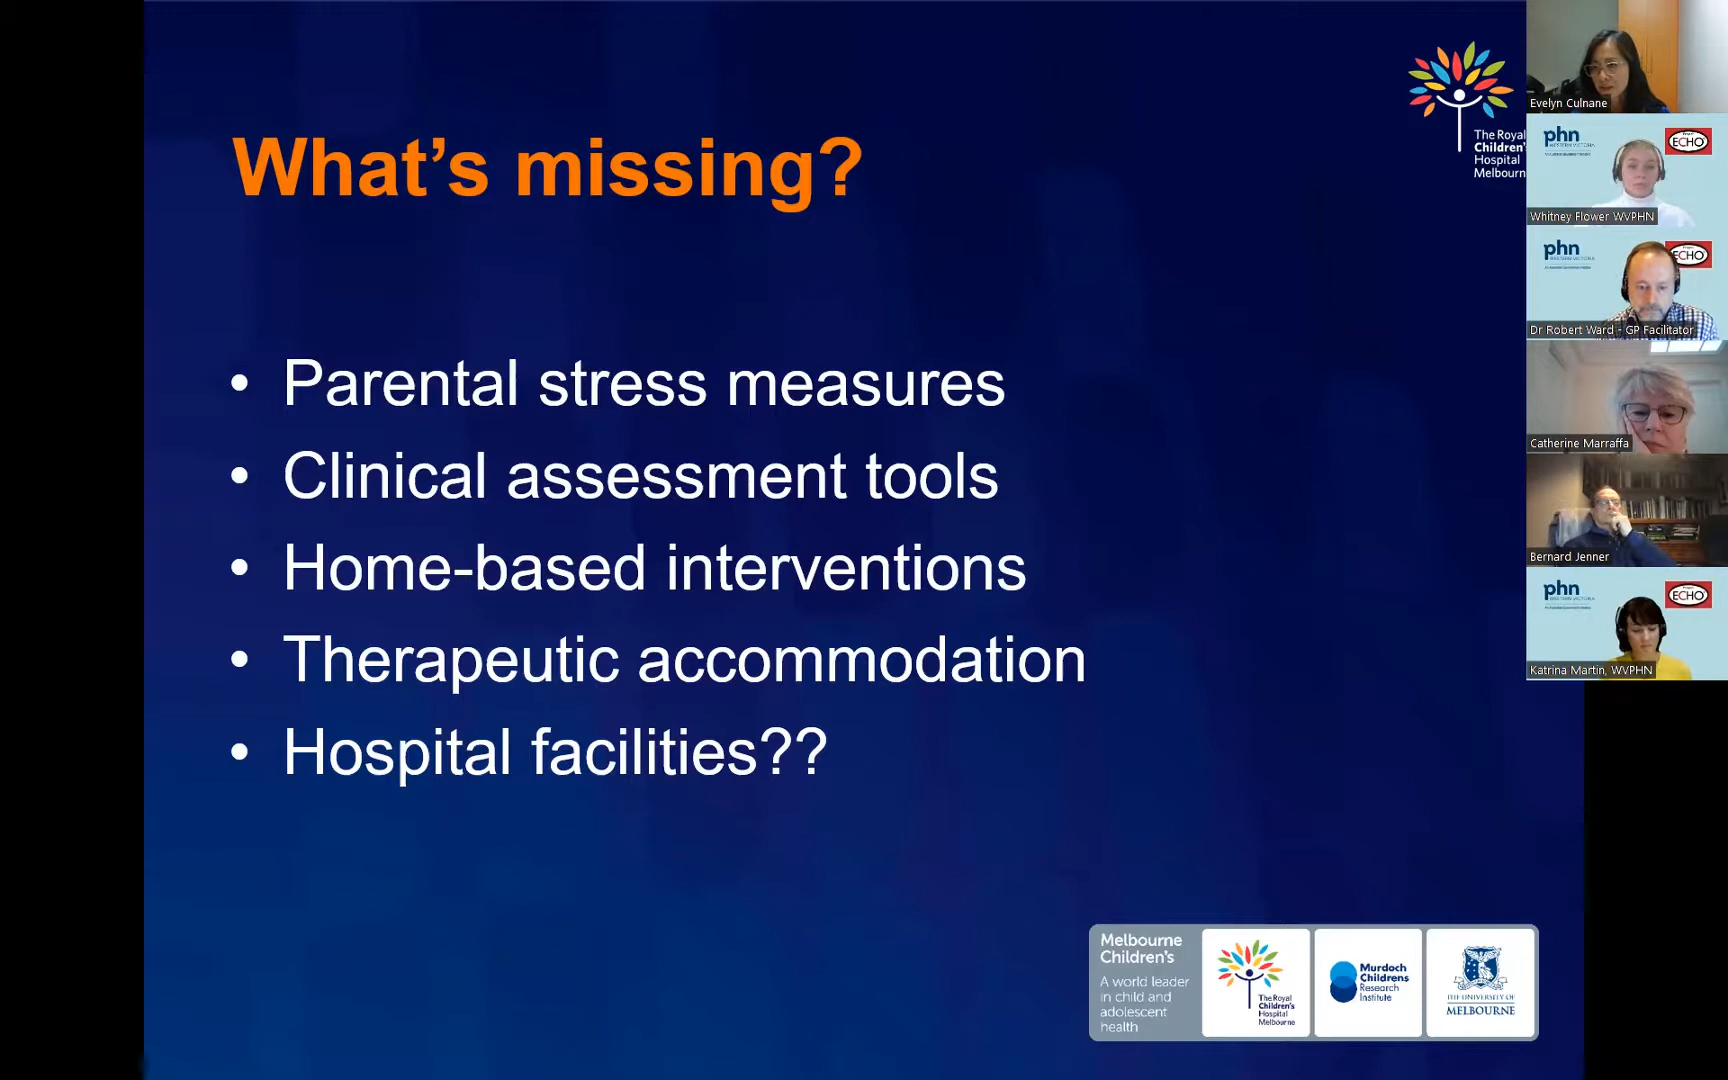 What's missing?
• Parental stress measures
• Clinical assessment tools
• Home-based interventions
• Therapeutic accommodation
• Hospital facilities??
The Royal
Children's
Hospital
Melbourn
Evelyn Culnane
phn
ECHO
Whitney Flower WVPHN
phn
ECHO
Dr Robert Ward - GP Facilitator
Catherine Marraffa
Bernard Jenner
phn
ECHO
Katrina Martin, WVPHN
Melbourne
Children's
A world leader
in child and
adolescent
health
The Royal
Children's
Hospital
Melbourne
Murdoch
Childrens
Research
Institute
THE UNIVERSITY OF
MELBOURNE